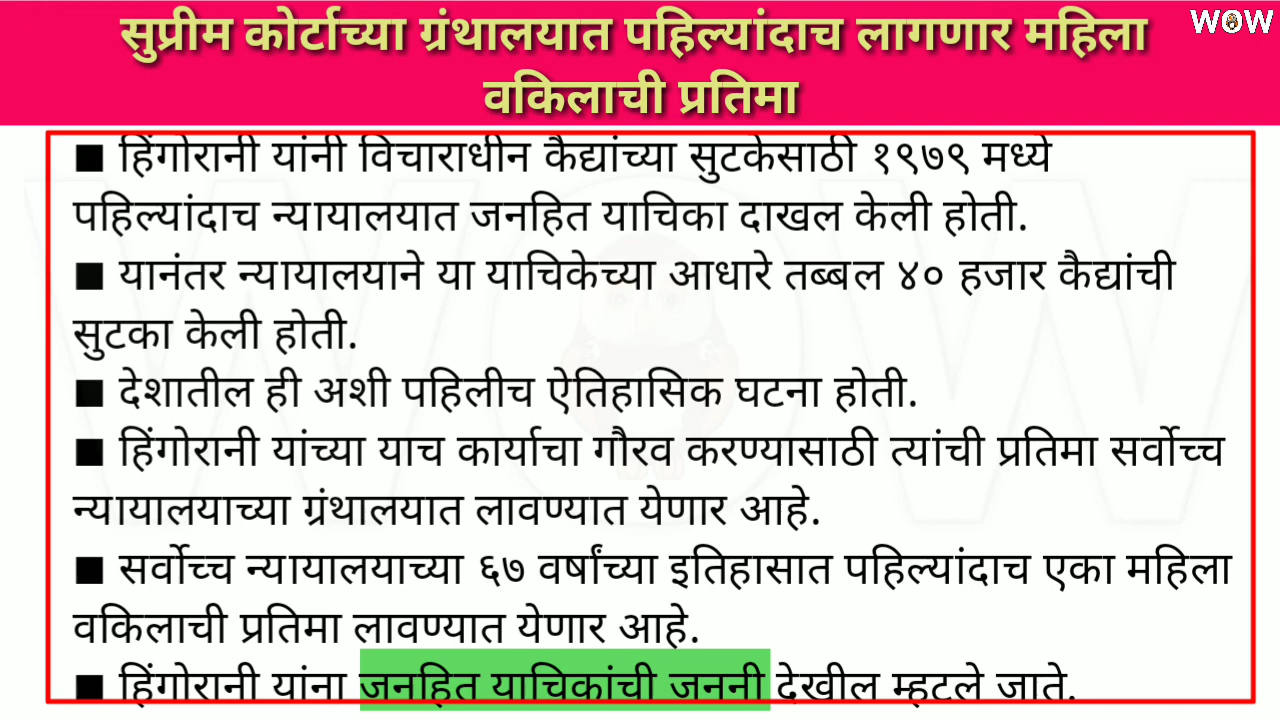 सुप्रीम कोर्टाच्या ग्रंथालयात पहिल्यांदाच लागणार महिला
वकिलाची प्रतिमा
WOW
■ हिंगोरानी यांनी विचाराधीन कैद्यांच्या सुटकेसाठी १९७९ मध्ये
पहिल्यांदाच न्यायालयात जनहित याचिका दाखल केली होती.
■ यानंतर न्यायालयाने या याचिकेच्या आधारे तब्बल ४० हजार कैद्यांची
सुटका केली होती.
■ देशातील ही अशी पहिलीच ऐतिहासिक घटना होती.
■ हिंगोरानी यांच्या याच कार्याचा गौरव करण्यासाठी त्यांची प्रतिमा सर्वोच्च
न्यायालयाच्या ग्रंथालयात लावण्यात येणार आहे.
■ सर्वोच्च न्यायालयाच्या ६७ वर्षांच्या इतिहासात पहिल्यांदाच एका महिला
वकिलाची प्रतिमा लावण्यात येणार आहे.
■ हिंगोरानी यांना जनहित याचिकांची जननी देखील म्हटले जाते.